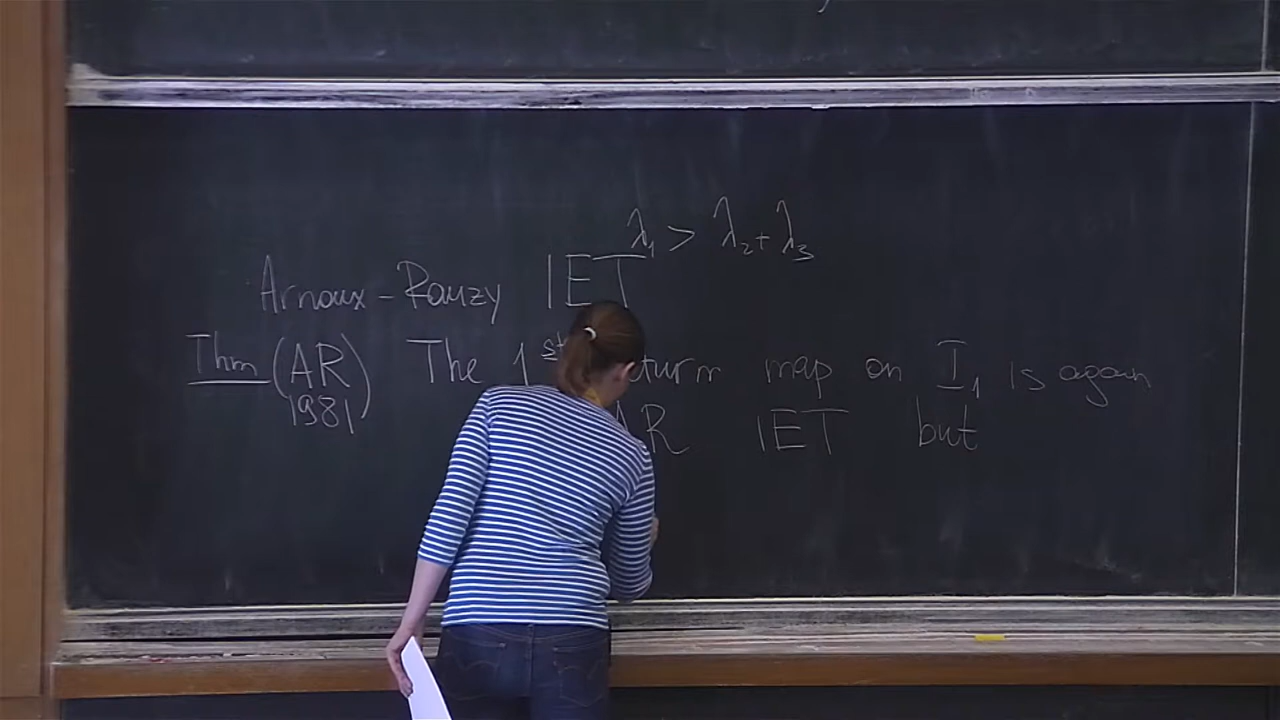 λ₁ > λ₂ + λ₃
Arnoux - Rauzy IET
Thm (AR) The 1st turn map on I₁ is again
1981 AR IET but